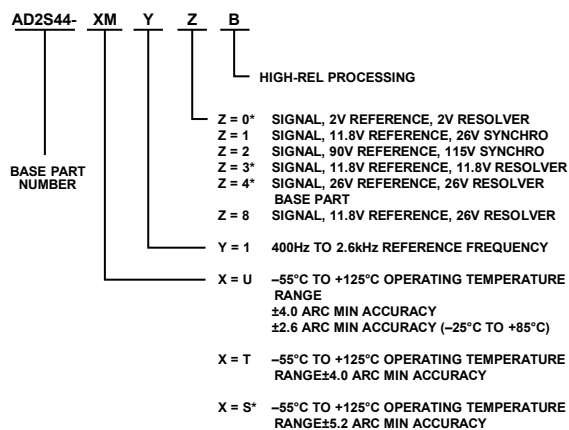 AD2S44- XM Y Z B
HIGH-REL PROCESSING
Z = 0* SIGNAL, 2V REFERENCE, 2V RESOLVER
Z = 1 SIGNAL, 11.8V REFERENCE, 26V SYNCHRO
Z = 2 SIGNAL, 90V REFERENCE, 115V SYNCHRO
Z = 3* SIGNAL, 11.8V REFERENCE, 11.8V RESOLVER
Z = 4* SIGNAL, 26V REFERENCE, 26V RESOLVER
BASE PART
Z = 8 SIGNAL, 11.8V REFERENCE, 26V RESOLVER
BASE PART
NUMBER
Y = 1 400Hz TO 2.6kHz REFERENCE FREQUENCY
X = U –55°C TO +125°C OPERATING TEMPERATURE
RANGE
±4.0 ARC MIN ACCURACY
±2.6 ARC MIN ACCURACY (–25°C TO +85°C)
X = T –55°C TO +125°C OPERATING TEMPERATURE
RANGE±4.0 ARC MIN ACCURACY
X = S* –55°C TO +125°C OPERATING TEMPERATURE
RANGE±5.2 ARC MIN ACCURACY